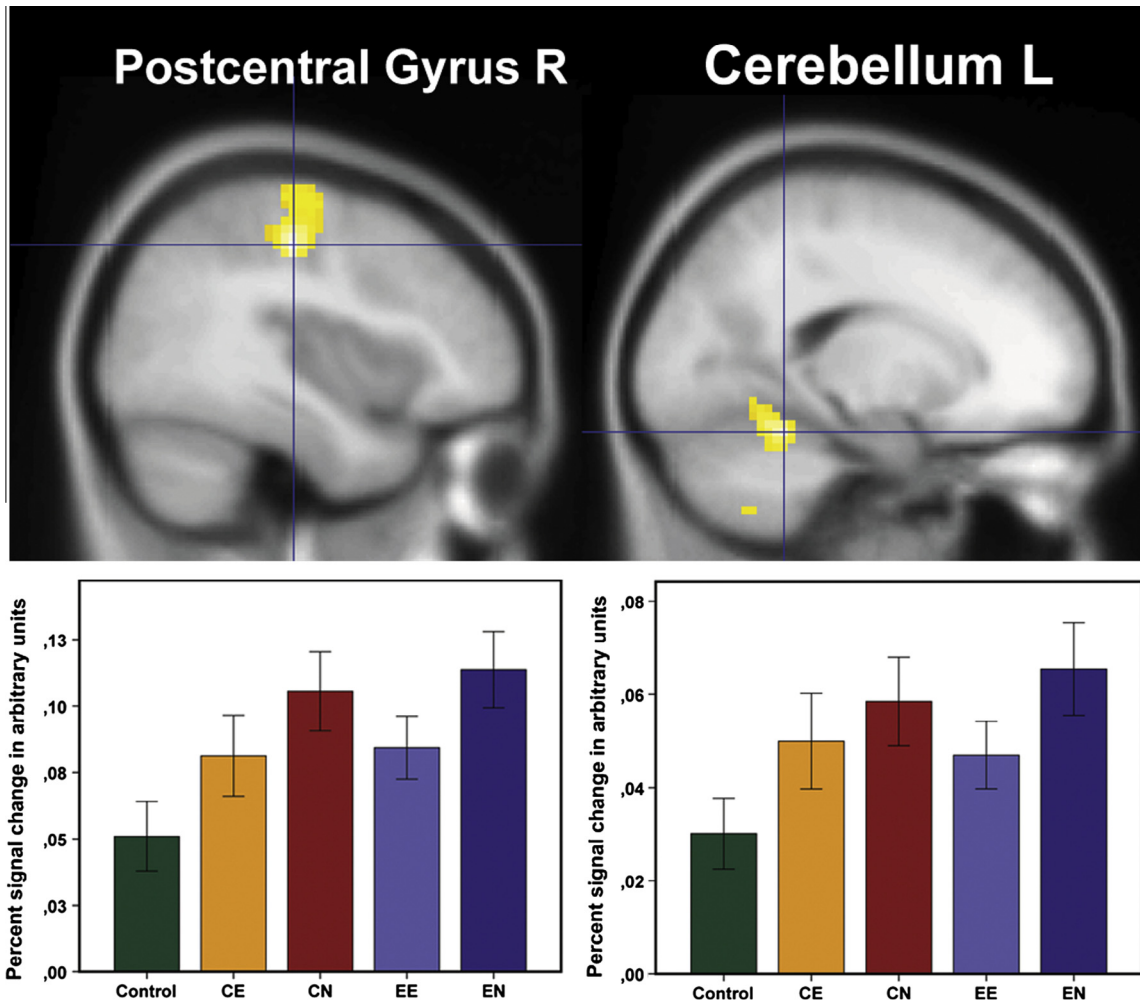 Postcentral Gyrus R
Cerebellum L
Percent signal change in arbitrary units
,13
,10
,08
,05
,03
,00
Control CE CN EE EN
Percent signal change in arbitrary units
,08
,06
,04
,02
,00
Control CE CN EE EN